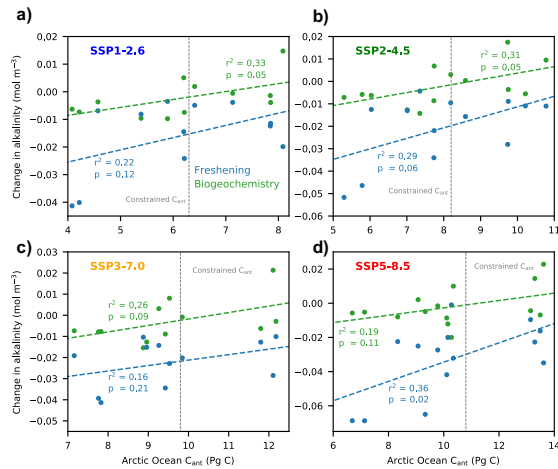 a)
SSP1-2.6
0.02
0.01
0.00
−0.01
−0.02
−0.03
−0.04
Change in alkalinity (mol m⁻³)
r² = 0,33
p = 0.05
r² = 0,22
p = 0.12
Freshening
Biogeochemistry
Constrained Cₐₙₜ
4 5 6 7 8
b)
SSP2-4.5
0.02
0.01
0.00
−0.01
−0.02
−0.03
−0.04
−0.05
−0.06
r² = 0,31
p = 0.05
r² = 0,29
p = 0,06
Constrained Cₐₙₜ
5 6 7 8 9 10 11
c)
SSP3-7.0
0.03
0.02
0.01
0.00
−0.01
−0.02
−0.03
−0.04
−0.05
Change in alkalinity (mol m⁻³)
Constrained Cₐₙₜ
r² = 0,26
p = 0.09
r² = 0,16
p = 0,21
7 8 9 10 11 12
Arctic Ocean Cₐₙₜ (Pg C)
d)
SSP5-8.5
0.02
0.00
−0.02
−0.04
−0.06
Constrained Cₐₙₜ
r² = 0,19
p = 0.11
r² = 0,36
p = 0.02
6 8 10 12 14
Arctic Ocean Cₐₙₜ (Pg C)